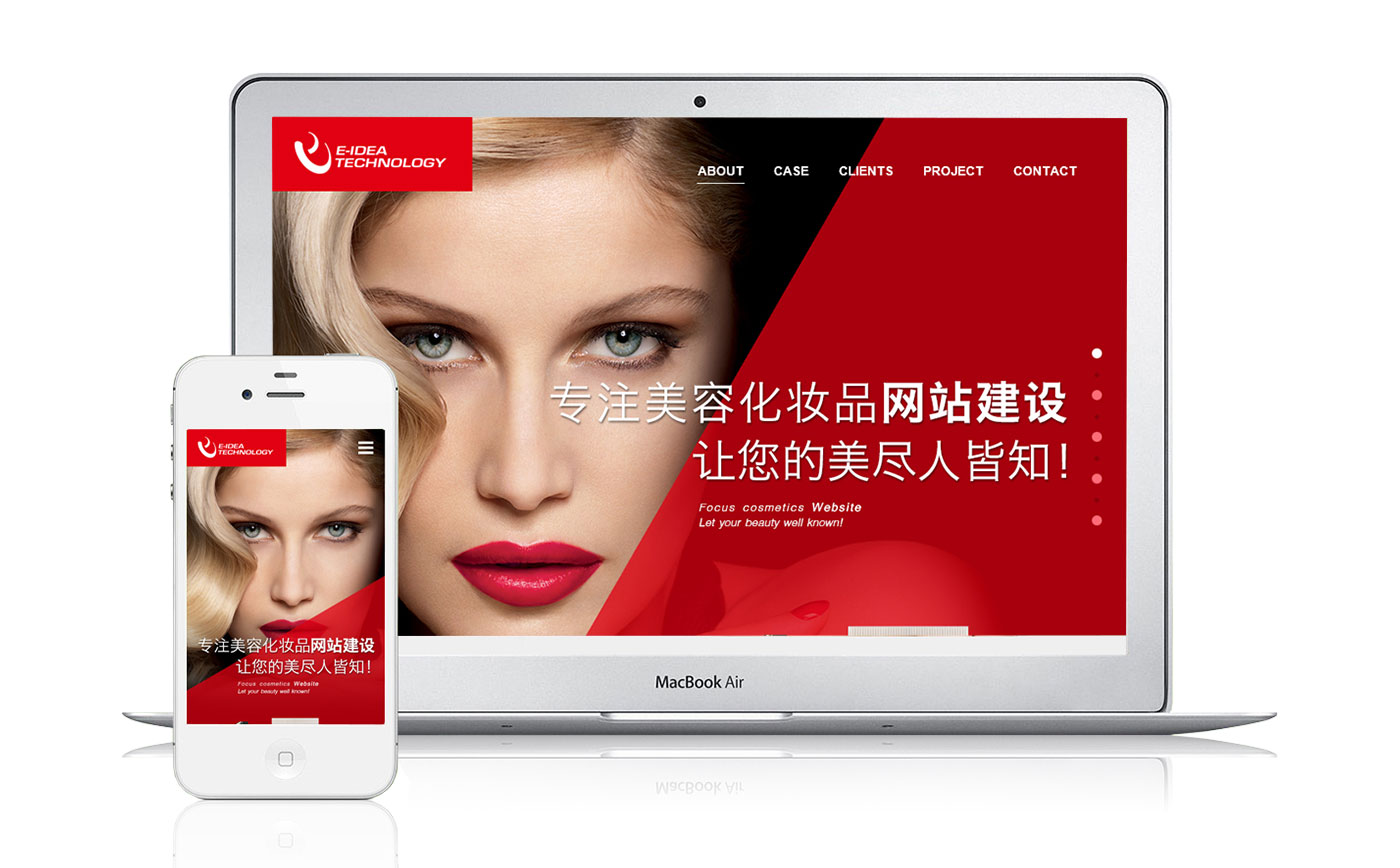 E-IDEA
TECHNOLOGY
ABOUT CASE CLIENTS PROJECT CONTACT
专注美容化妆品网站建设
让您的美尽人皆知!
Focus cosmetics Website
Let your beauty well known!
MacBook Air
E-IDEA
TECHNOLOGY
专注美容化妆品网站建设
让您的美尽人皆知!
Focus cosmetics Website
Let your beauty well known!